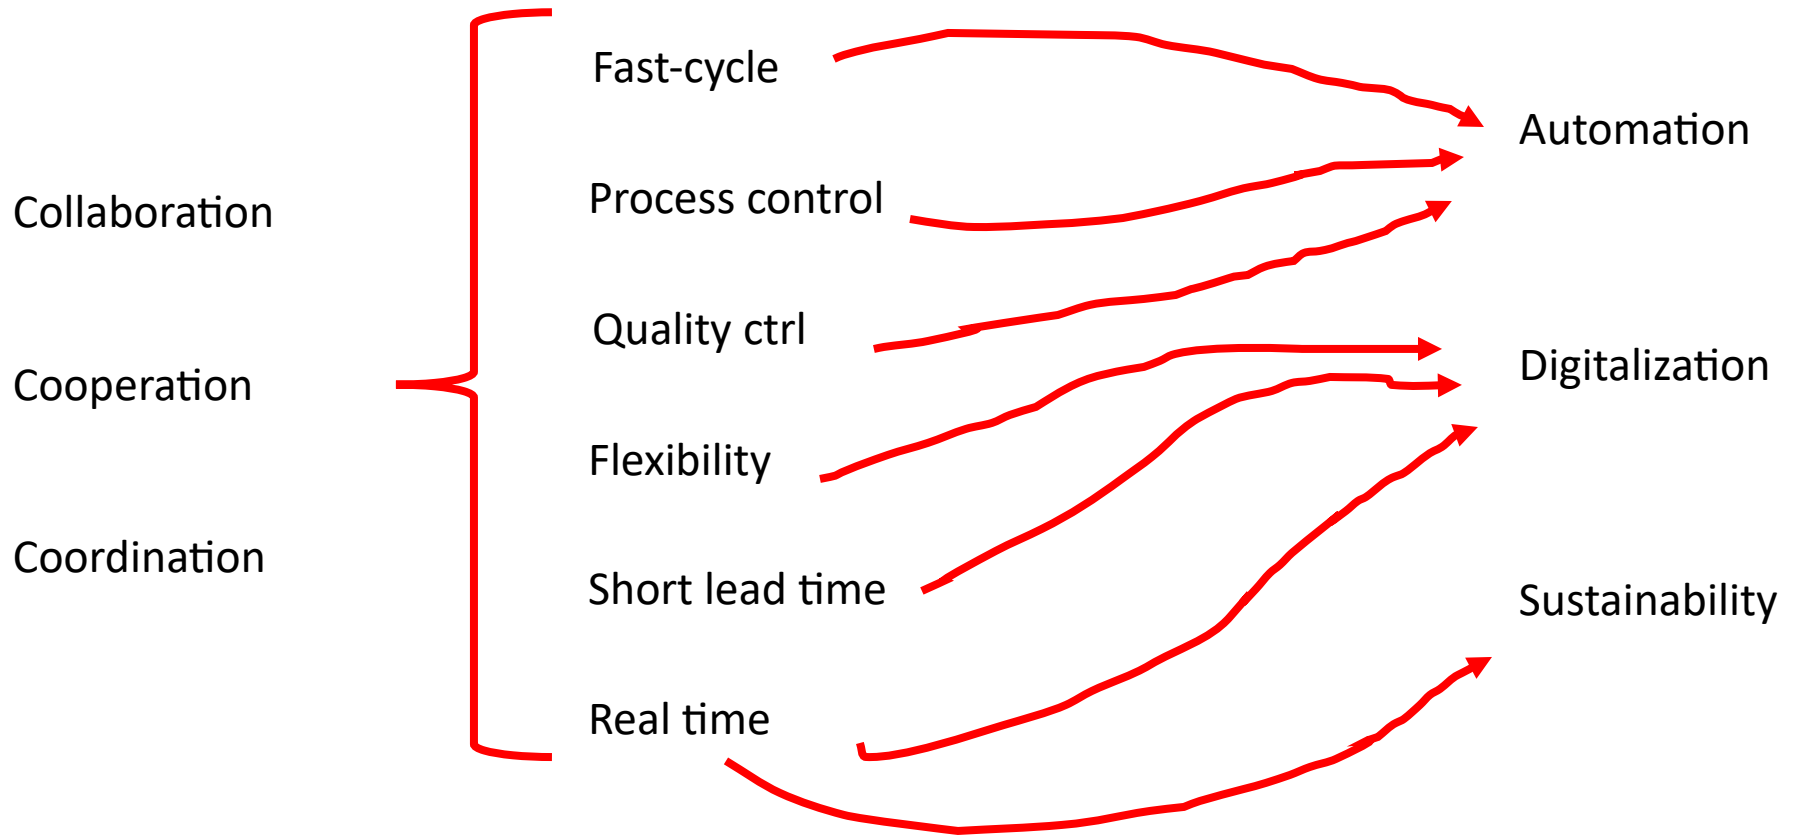 Collaboration
Cooperation
Coordination
Fast-cycle
Process control
Quality ctrl
Flexibility
Short lead time
Real time
Automation
Digitalization
Sustainability